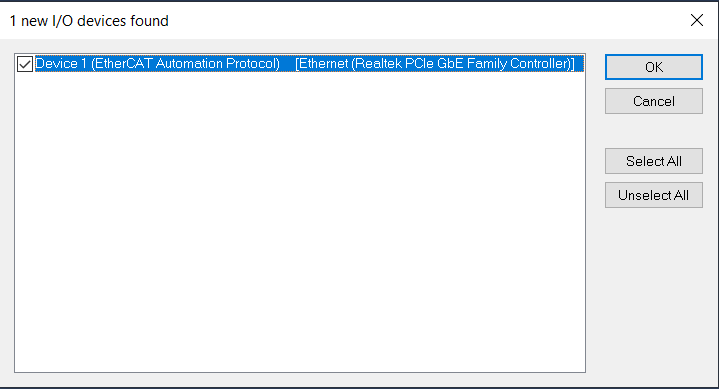 1 new I/O devices found
Device 1 (EtherCAT Automation Protocol) [Ethernet (Realtek PCIe GbE Family Controller)]
OK
Cancel
Select All
Unselect All